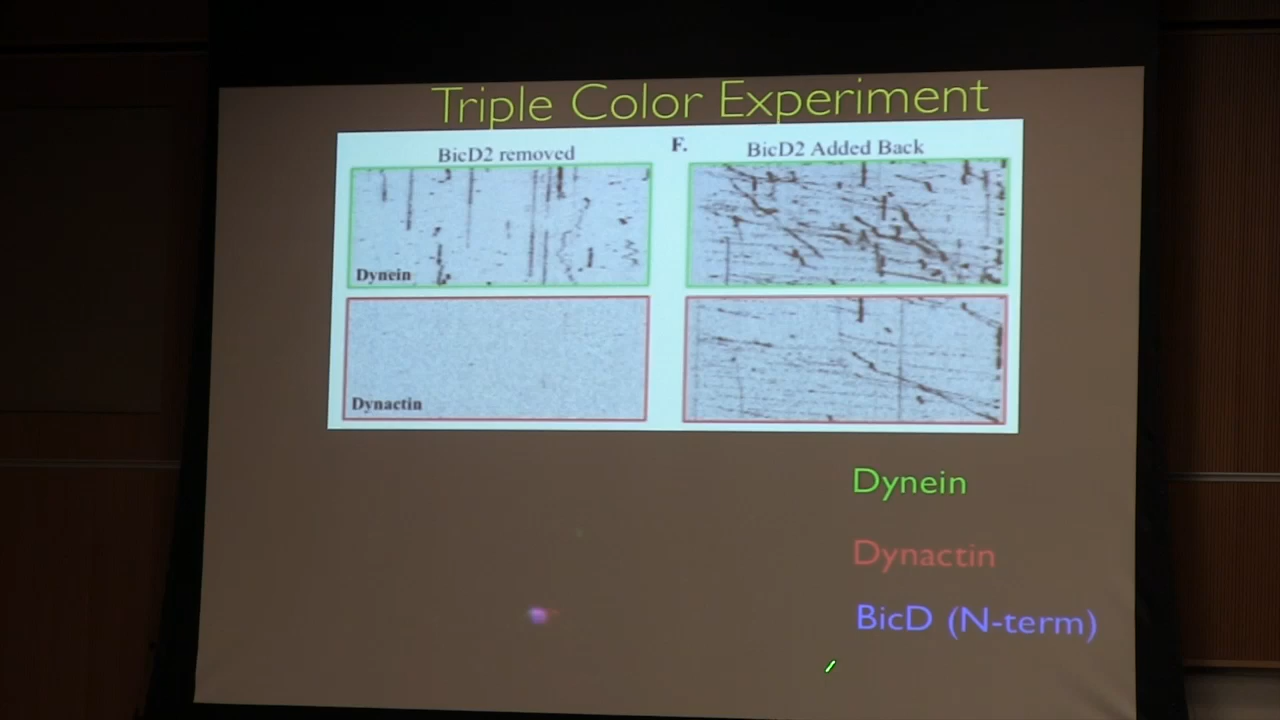 Triple Color Experiment
BicD2 removed
F.
BicD2 Added Back
Dynein
Dynactin
Dynein
Dynactin
BicD (N-term)